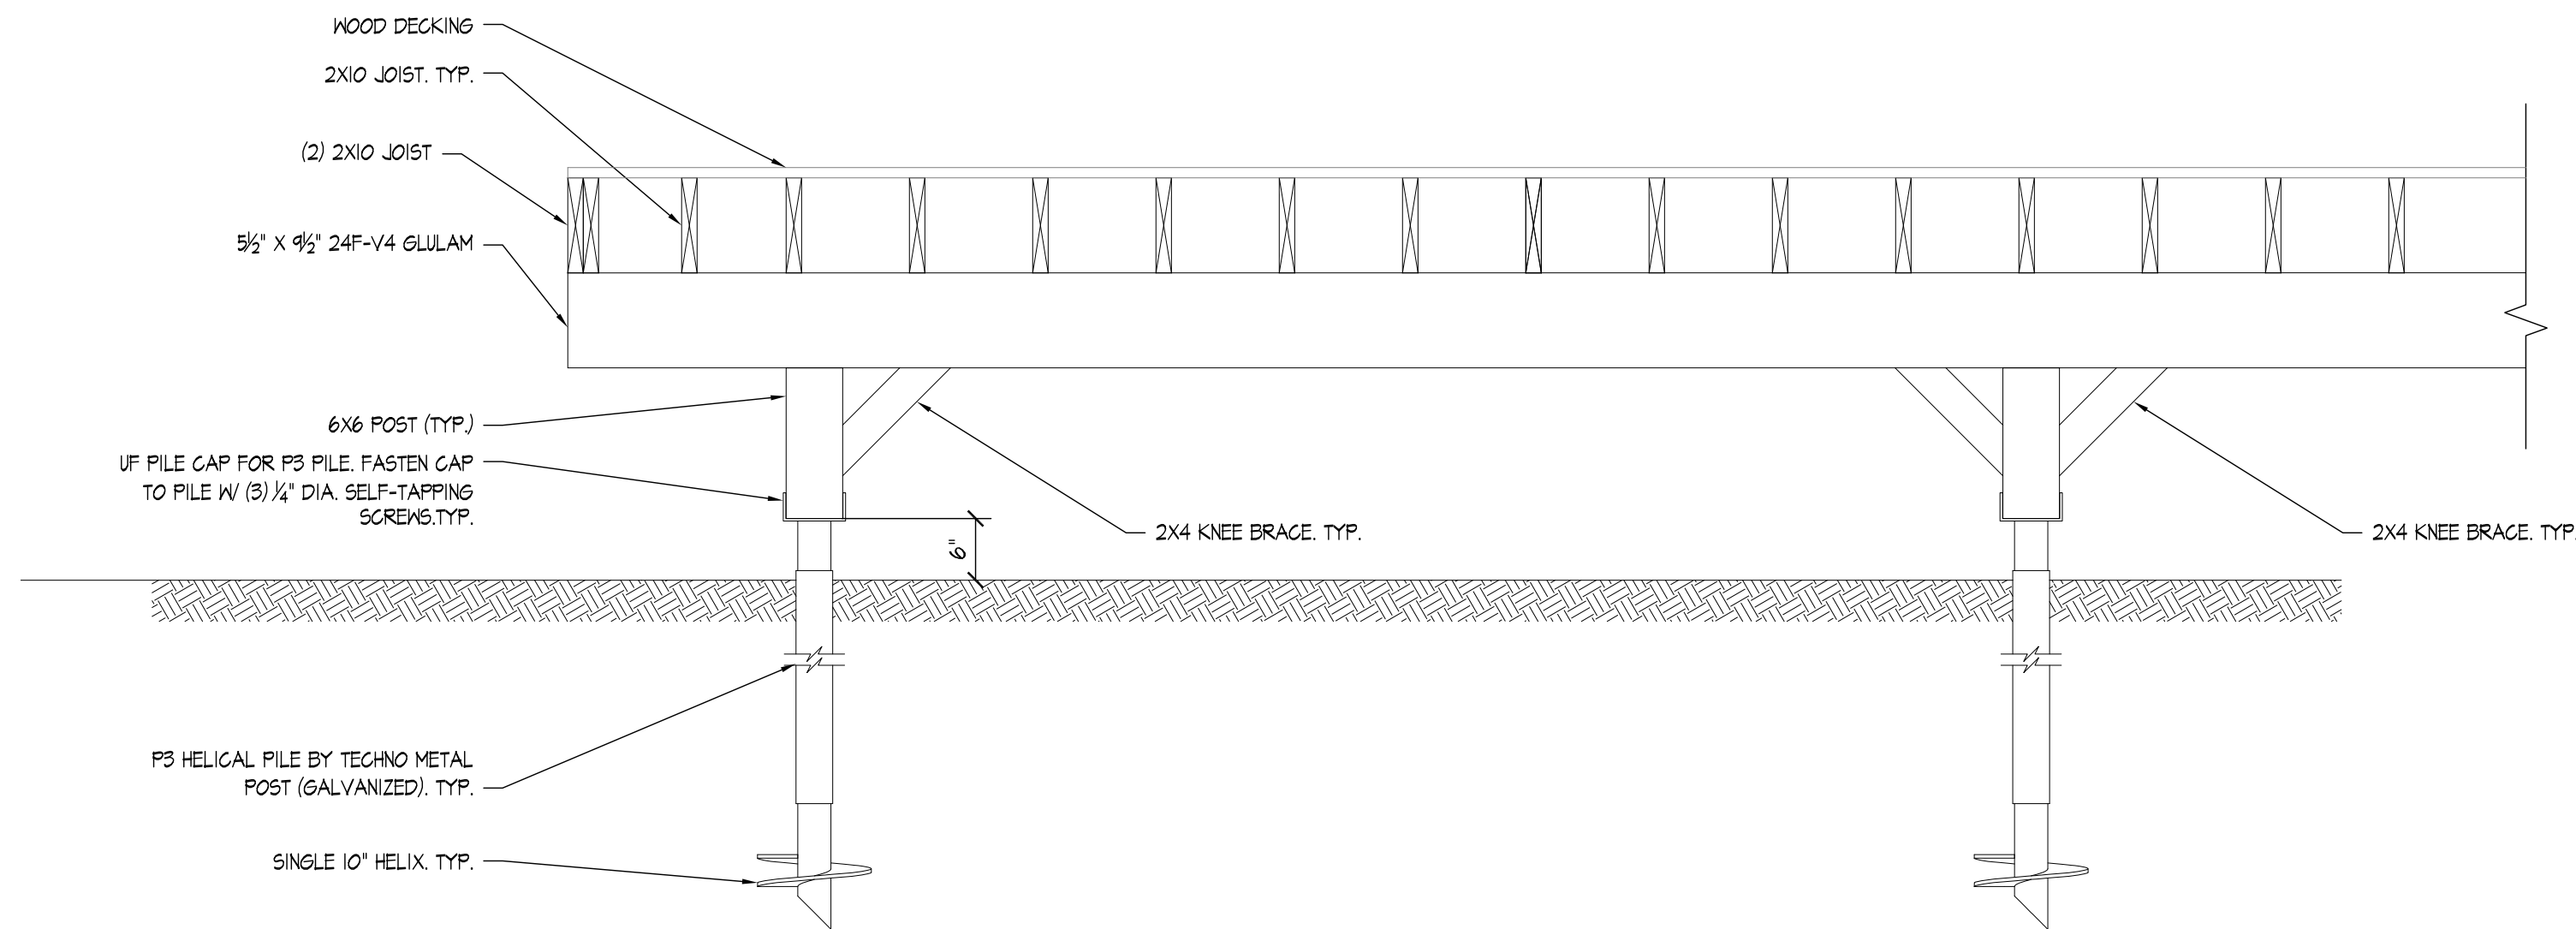 WOOD DECKING
2X10 JOIST. TYP.
(2) 2X10 JOIST
5½" X 9½" 24F-V4 GLULAM
6X6 POST (TYP.)
UF PILE CAP FOR P3 PILE. FASTEN CAP
TO PILE W/ (3) ¼" DIA. SELF-TAPPING
SCREWS.TYP.
6"
2X4 KNEE BRACE. TYP.
2X4 KNEE BRACE. TYP.
P3 HELICAL PILE BY TECHNO METAL
POST (GALVANIZED). TYP.
SINGLE 10" HELIX. TYP.